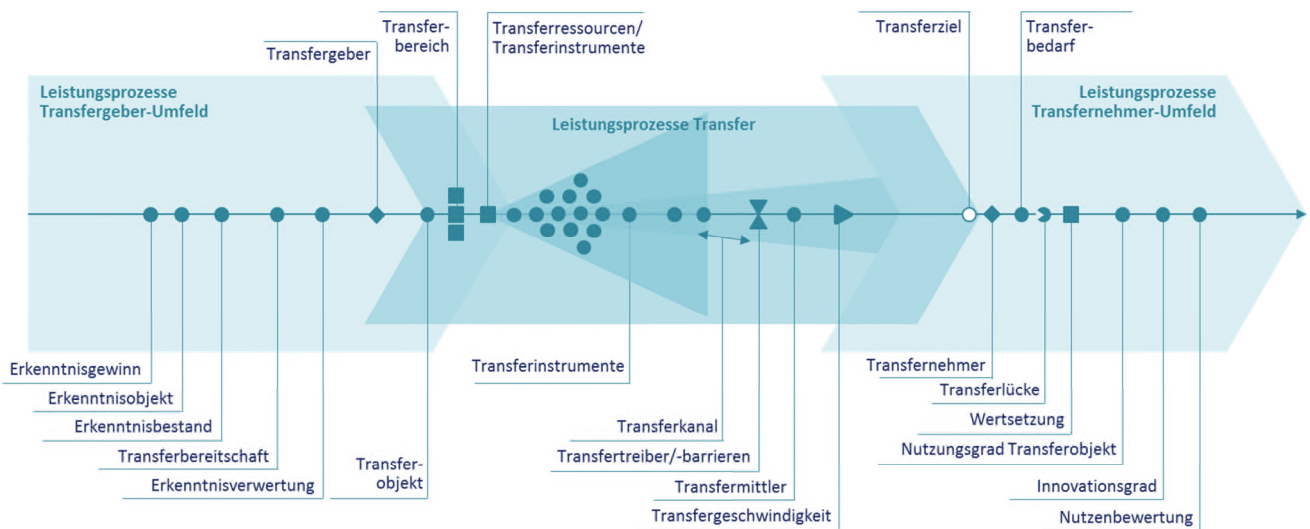 Transfer-
bereich
Transferressourcen/
Transferinstrumente
Transferziel
Transfer-
bedarf
Transfergeber
Leistungsprozesse
Transfergeber-Umfeld
Leistungsprozesse Transfer
Leistungsprozesse
Transfernehmer-Umfeld
Erkenntnisgewinn
Erkenntnisobjekt
Erkenntnisbestand
Transferbereitschaft
Erkenntnisverwertung
Transfer-
objekt
Transferinstrumente
Transferkanal
Transfertreiber/-barrieren
Transfermittler
Transfergeschwindigkeit
Transfernehmer
Transferlücke
Wertsetzung
Nutzungsgrad Transferobjekt
Innovationsgrad
Nutzenbewertung